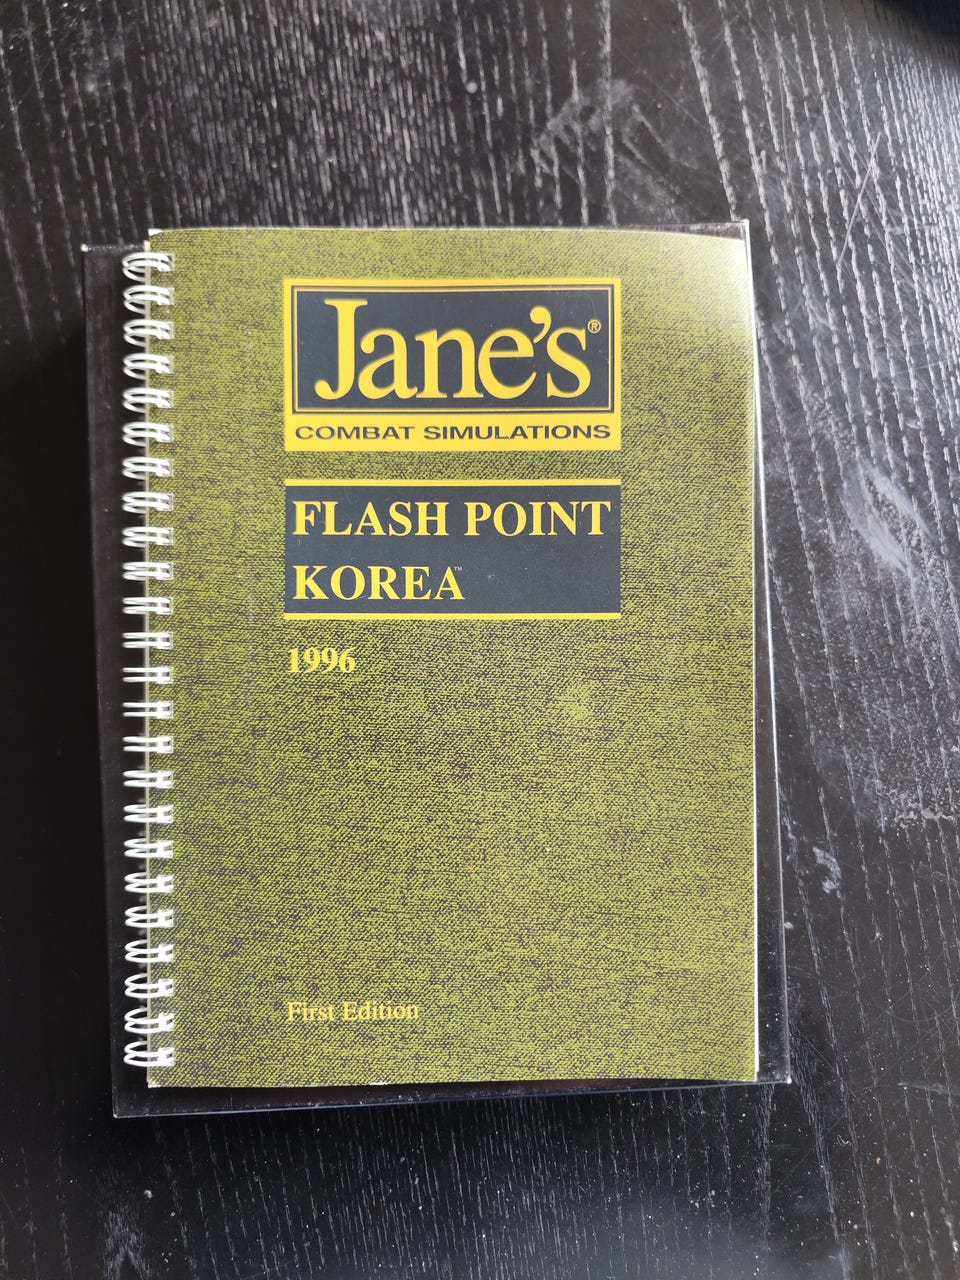 Jane's®
COMBAT SIMULATIONS
FLASH POINT
KOREA™
1996
First Edition